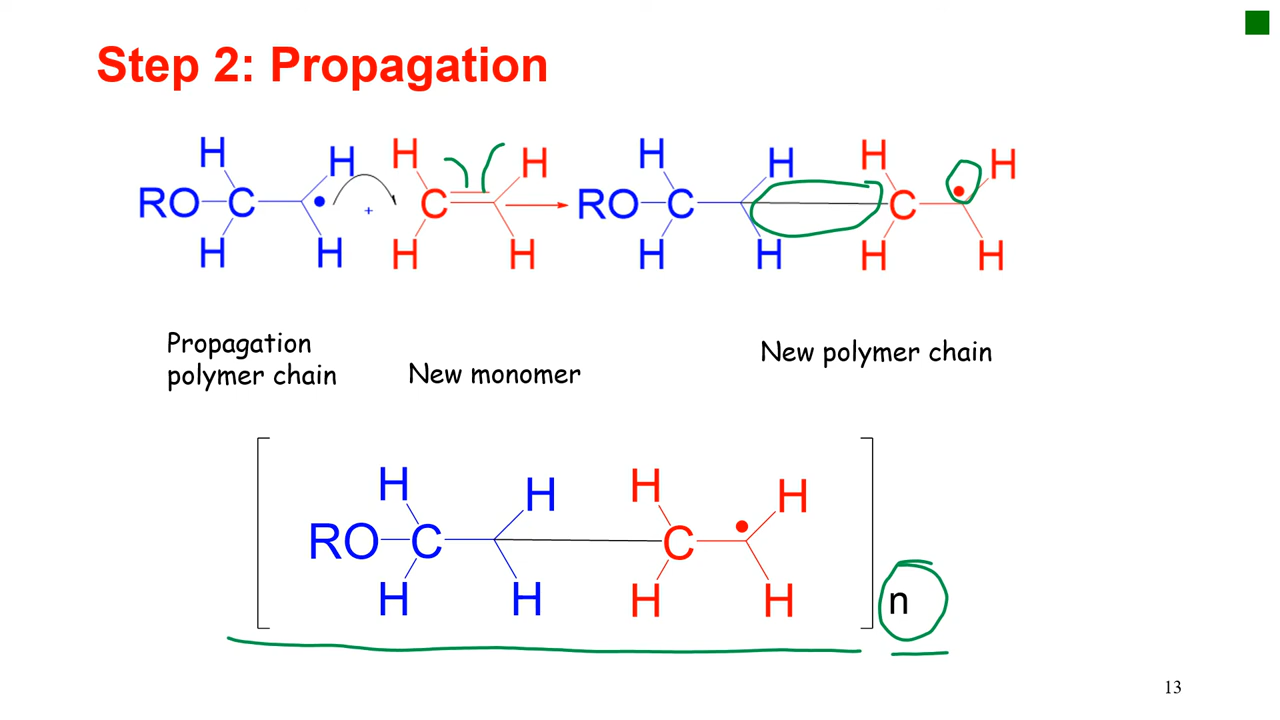 Step 2: Propagation
H H H H H H H H
RO C • + C RO C C •
H H H H H H H H
Propagation
polymer chain
New monomer
New polymer chain
H H H H
RO C C •
H H H H
n
13